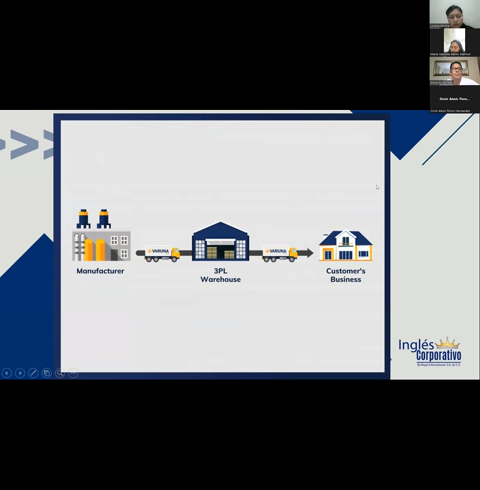 VARUNA
VARUNA
Manufacturer
3PL
Warehouse
Customer's
Business
Inglés
Corporativo